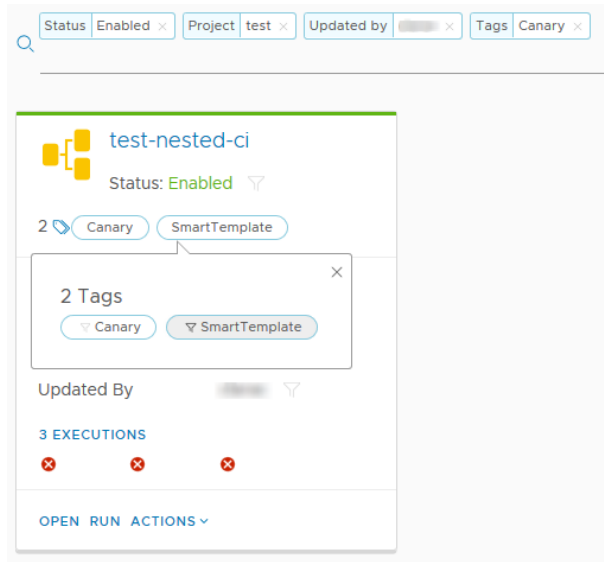 Status Enabled × Project test × Updated by × Tags Canary ×
test-nested-ci
Status: Enabled
2 Canary SmartTemplate
2 Tags
Canary SmartTemplate
Updated By
3 EXECUTIONS
OPEN RUN ACTIONS